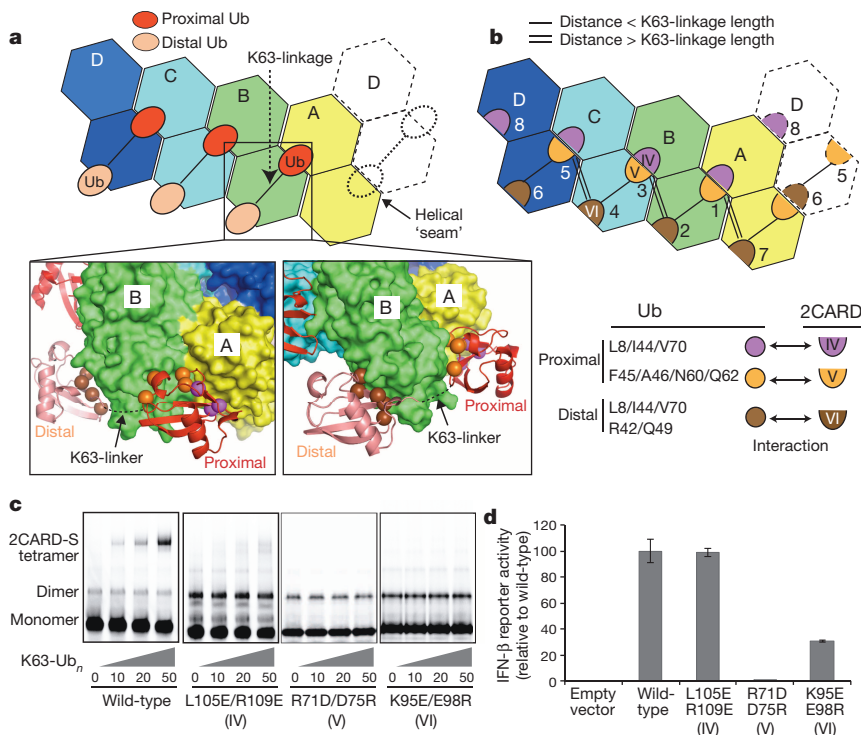 a
Proximal Ub
Distal Ub
K63-linkage
D
C
B
A
D
Ub
Ub
Helical
'seam'
B
A
Distal
K63-linker
Proximal
B
A
Proximal
K63-linker
Distal
b
Distance < K63-linkage length
Distance > K63-linkage length
D
C
B
A
D
8
IV
V
8
5
3
1
5
6
VI
4
2
6
7
Ub
2CARD
Proximal
L8/I44/V70
IV
F45/A46/N60/Q62
V
Distal
L8/I44/V70
R42/Q49
VI
Interaction
c
2CARD-S
tetramer
Dimer
Monomer
K63-Ubn
0 10 20 50 0 10 20 50 0 10 20 50 0 10 20 50
Wild-type
L105E/R109E
(IV)
R71D/D75R
(V)
K95E/E98R
(VI)
d
IFN-β reporter activity
(relative to wild-type)
120
100
80
60
40
20
0
Empty
vector
Wild-
type
L105E
R109E
(IV)
R71D
D75R
(V)
K95E
E98R
(VI)